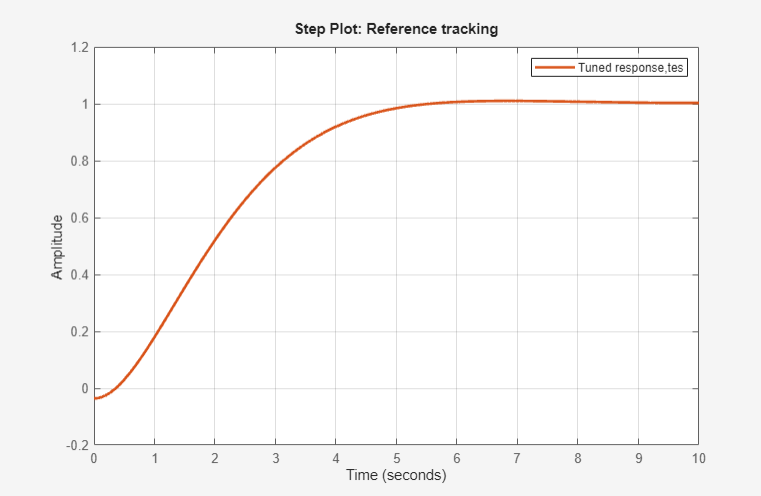 Step Plot: Reference tracking
Tuned response,tes
Amplitude
1.2
1
0.8
0.6
0.4
0.2
0
-0.2
0 1 2 3 4 5 6 7 8 9 10
Time (seconds)